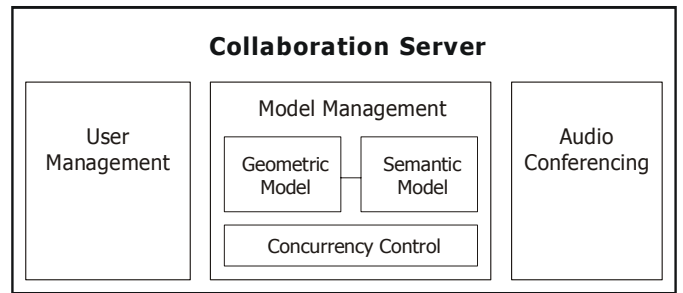 Collaboration Server
User
Management
Model Management
Geometric
Model
Semantic
Model
Concurrency Control
Audio
Conferencing